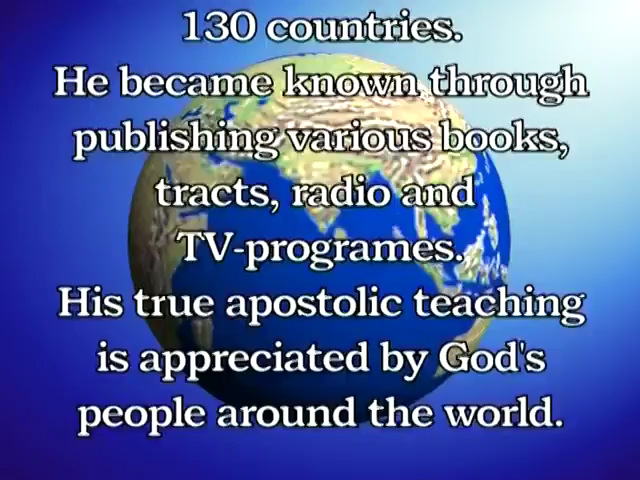 130 countries.
He became known through
publishing various books,
tracts, radio and
TV-programes.
His true apostolic teaching
is appreciated by God's
people around the world.